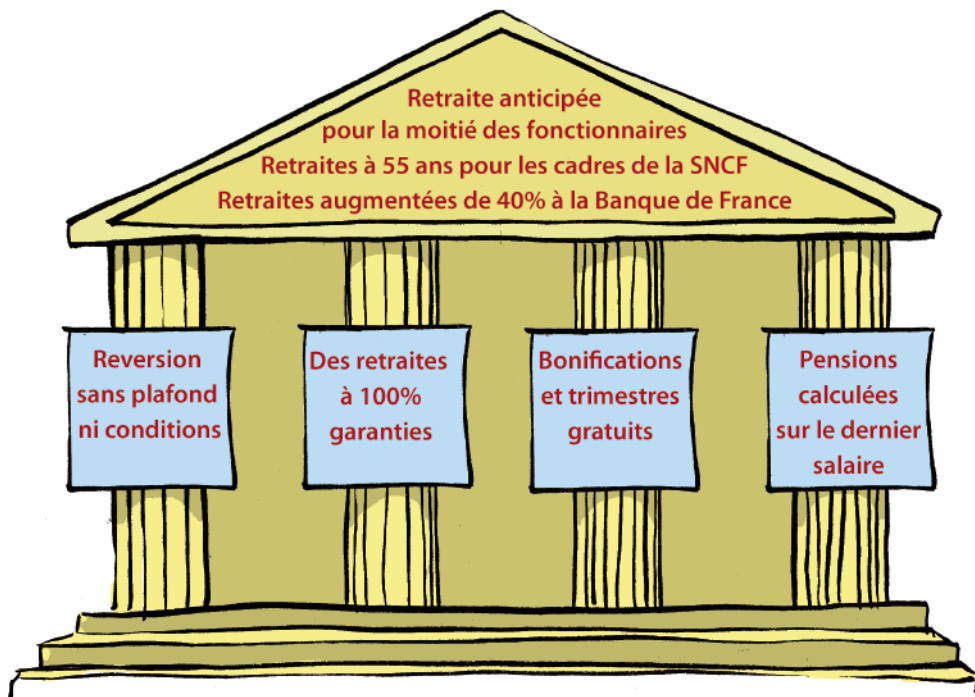 Retraite anticipée
pour la moitié des fonctionnaires
Retraites à 55 ans pour les cadres de la SNCF
Retraites augmentées de 40% à la Banque de France
Reversion
sans plafond
ni conditions
Des retraites
à 100%
garanties
Bonifications
et trimestres
gratuits
Pensions
calculées
sur le dernier
salaire